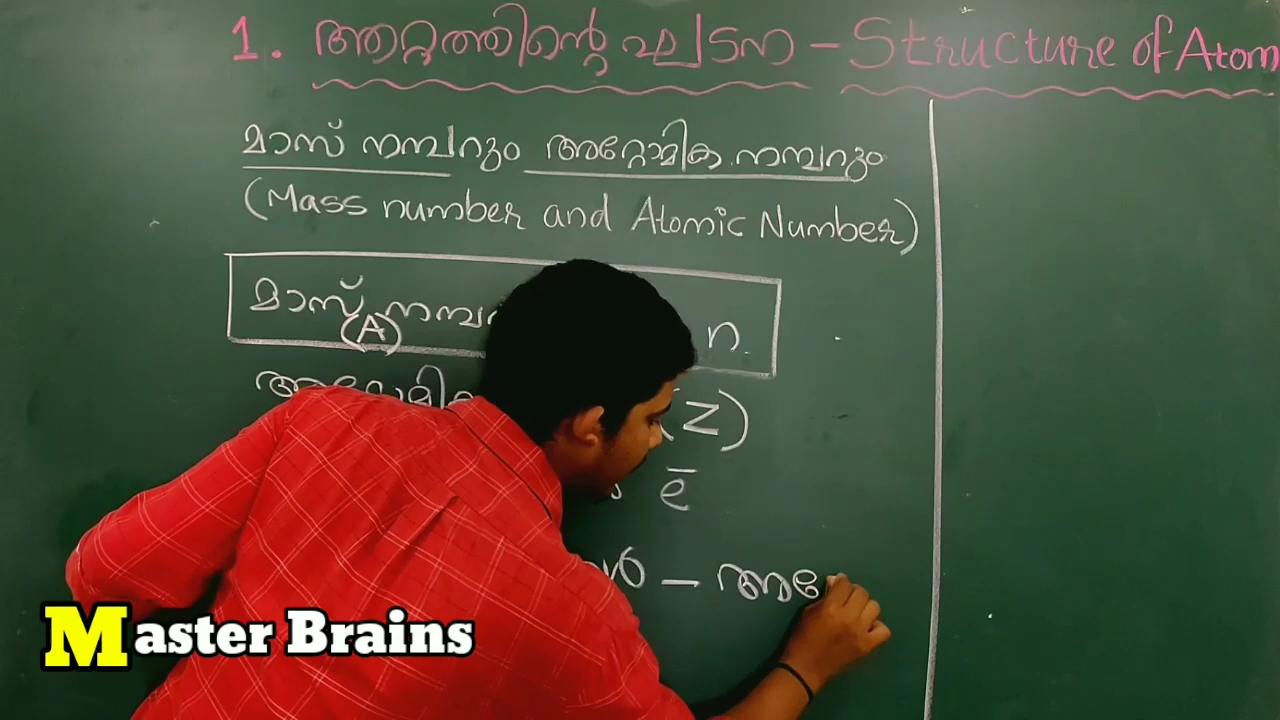 1. ആറ്റത്തിന്റെ ഘടന - Structure of Atom
മാസ് നമ്പറും അറ്റോമിക നമ്പറും
(Mass number and Atomic Number)
മാസ് n
(A)
(Z)
ē
Master Brains